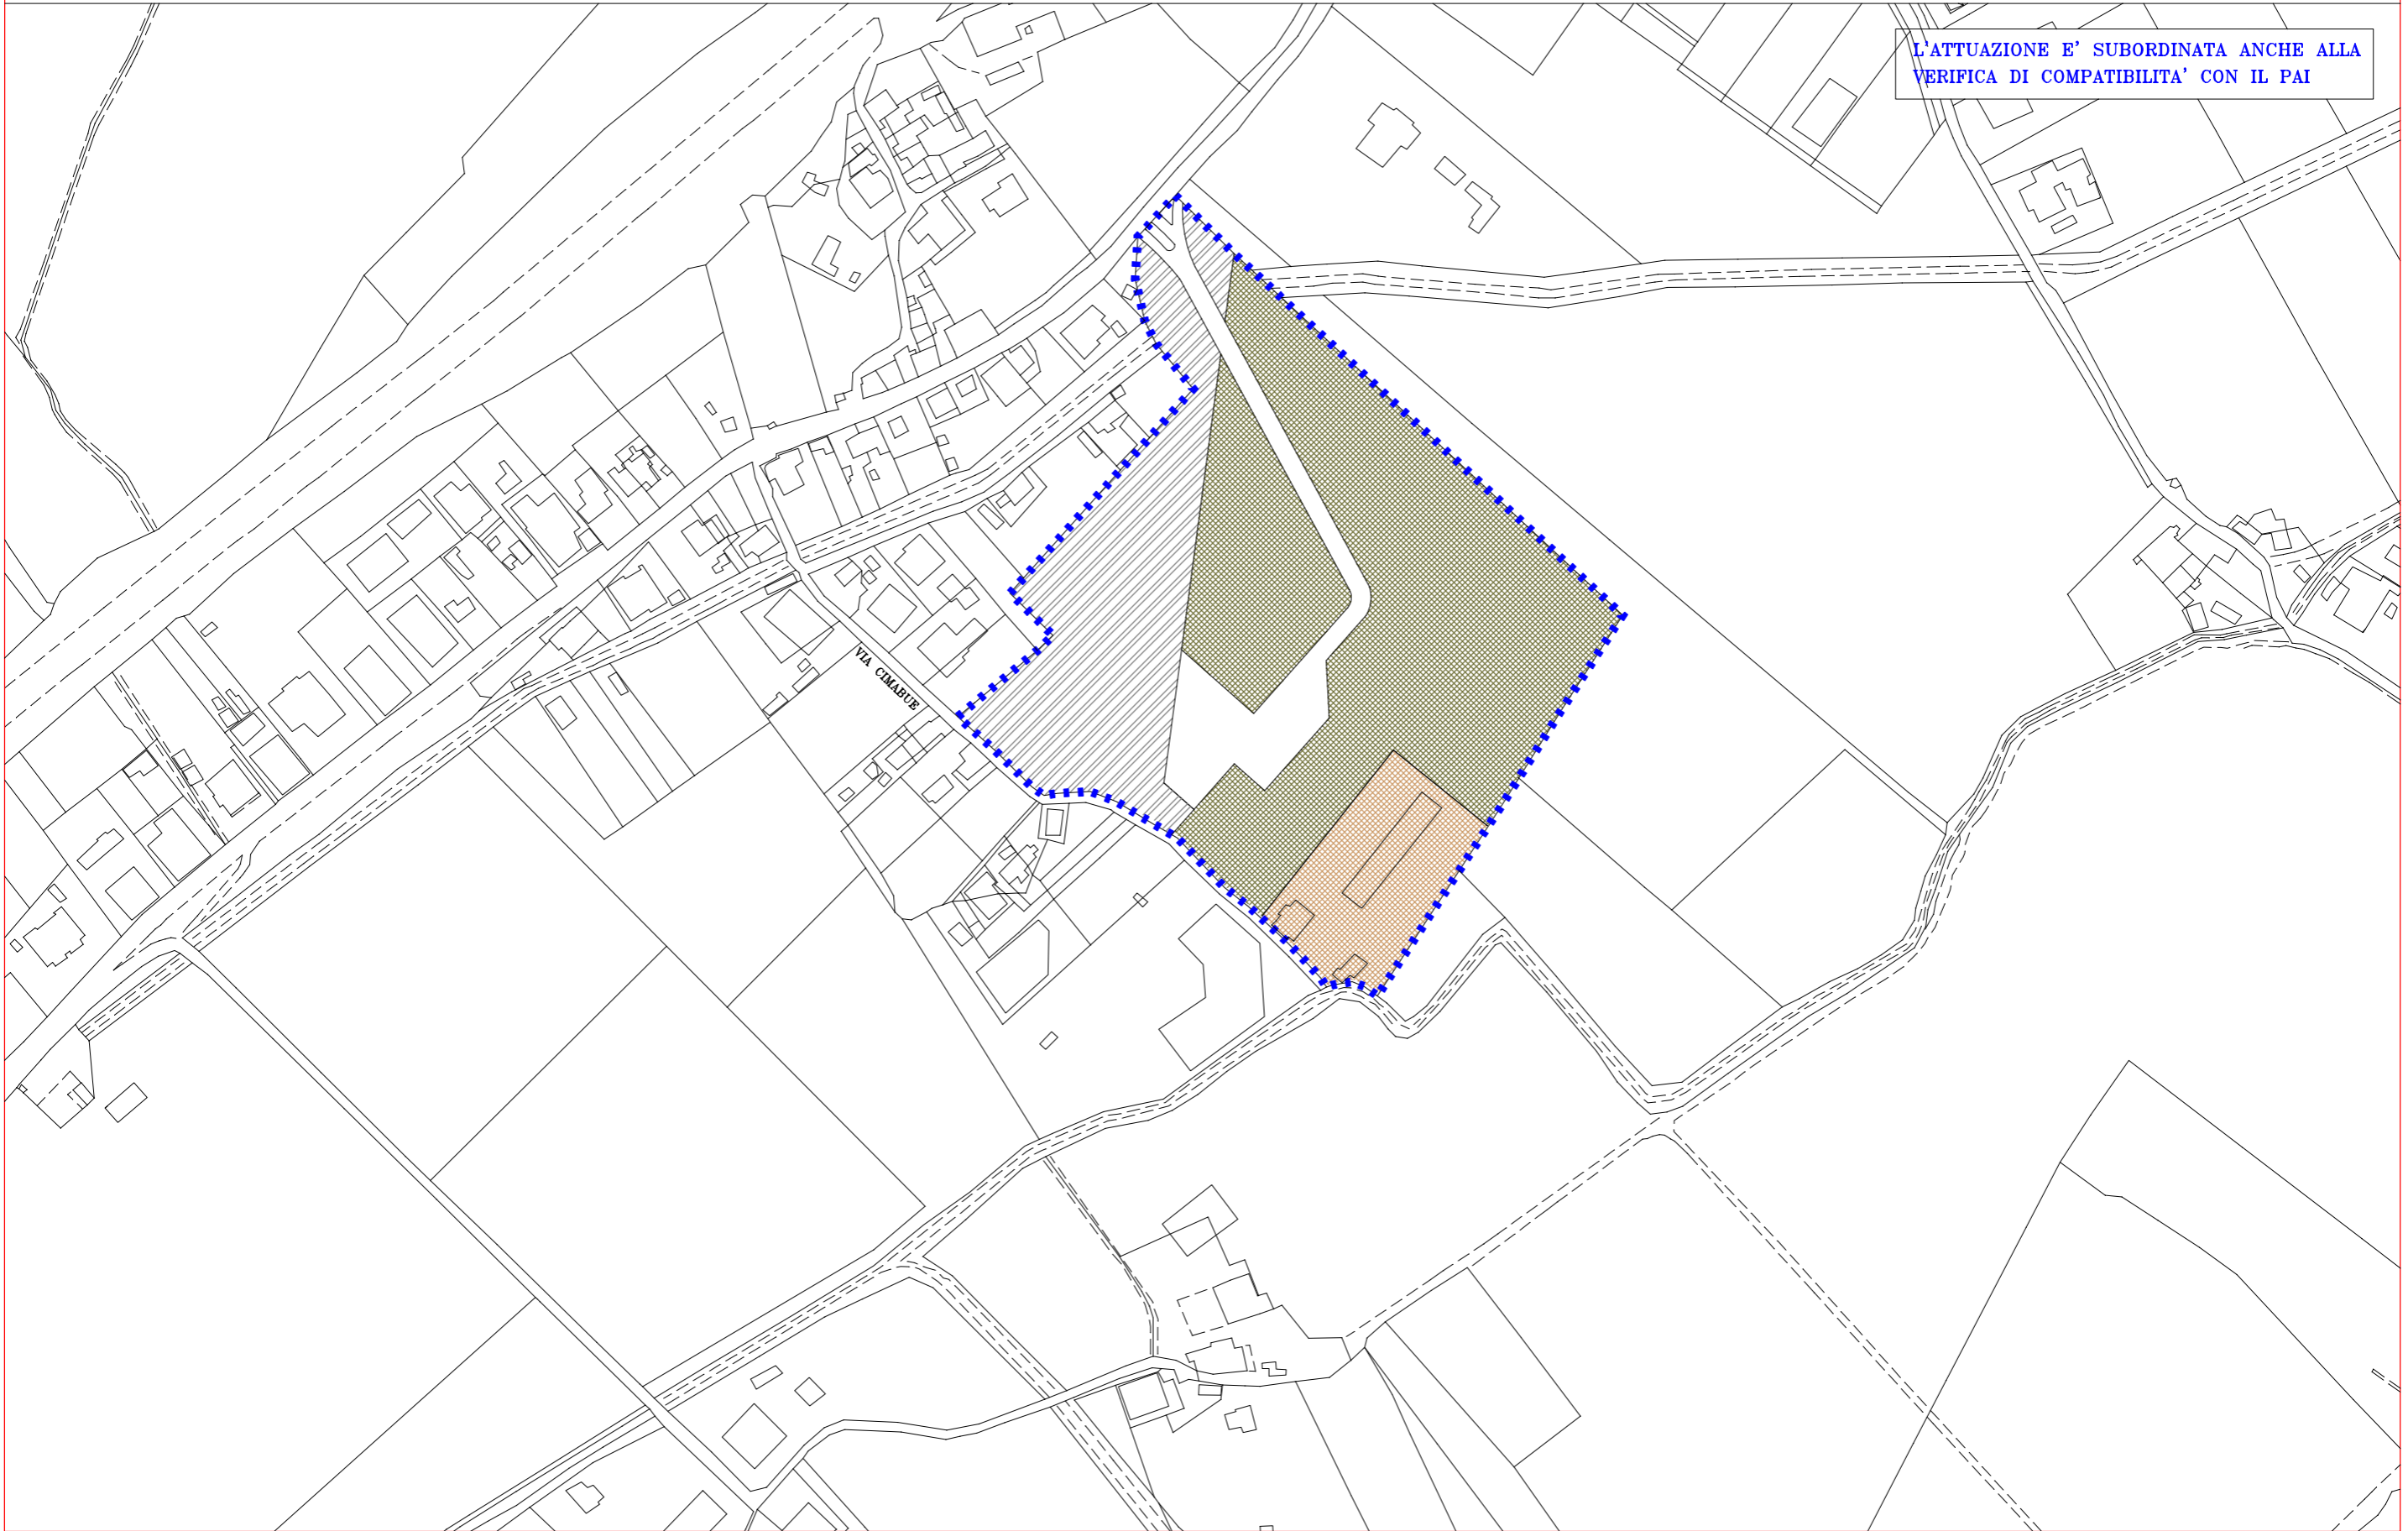 L'ATTUAZIONE E' SUBORDINATA ANCHE ALLA
VERIFICA DI COMPATIBILITA' CON IL PAI
VIA CIMABUE